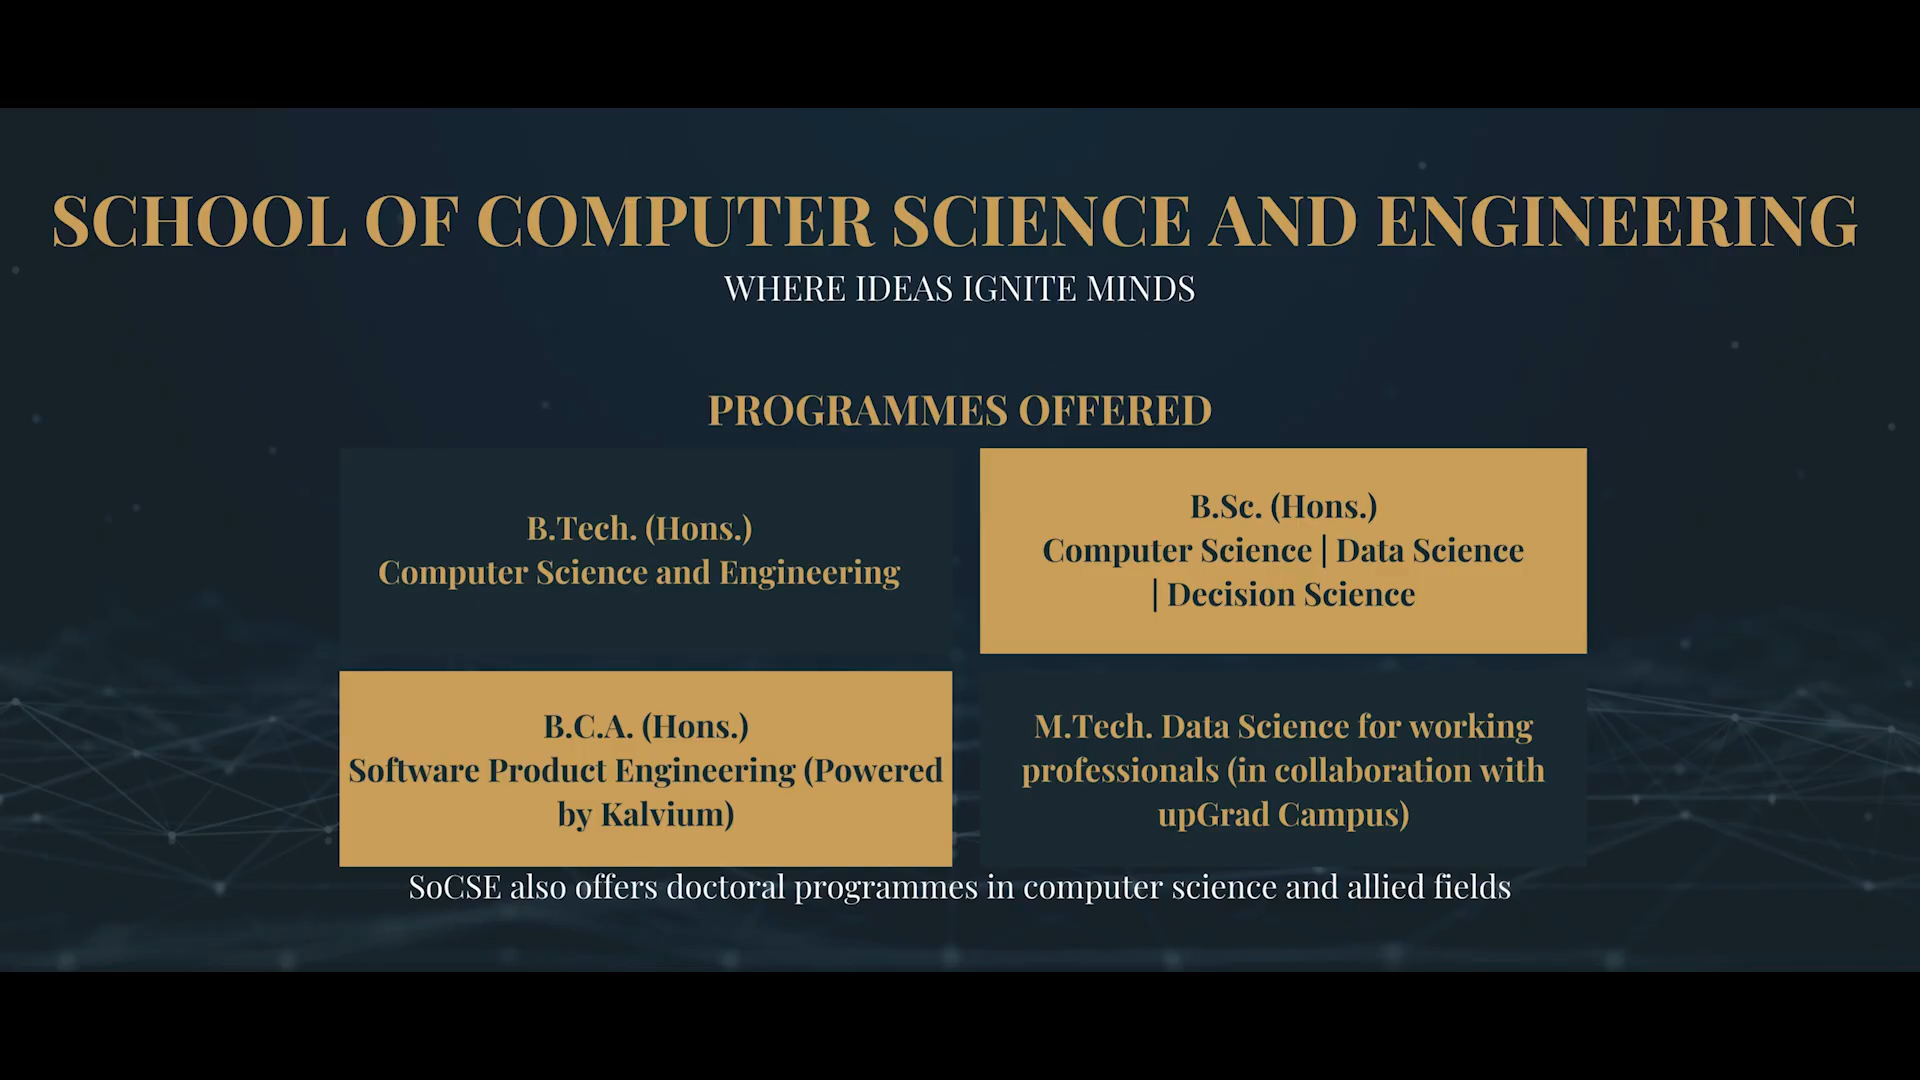 SCHOOL OF COMPUTER SCIENCE AND ENGINEERING
WHERE IDEAS IGNITE MINDS
PROGRAMMES OFFERED
B.Tech. (Hons.)
Computer Science and Engineering
B.Sc. (Hons.)
Computer Science | Data Science
| Decision Science
B.C.A. (Hons.)
Software Product Engineering (Powered
by Kalvium)
M.Tech. Data Science for working
professionals (in collaboration with
upGrad Campus)
SoCSE also offers doctoral programmes in computer science and allied fields